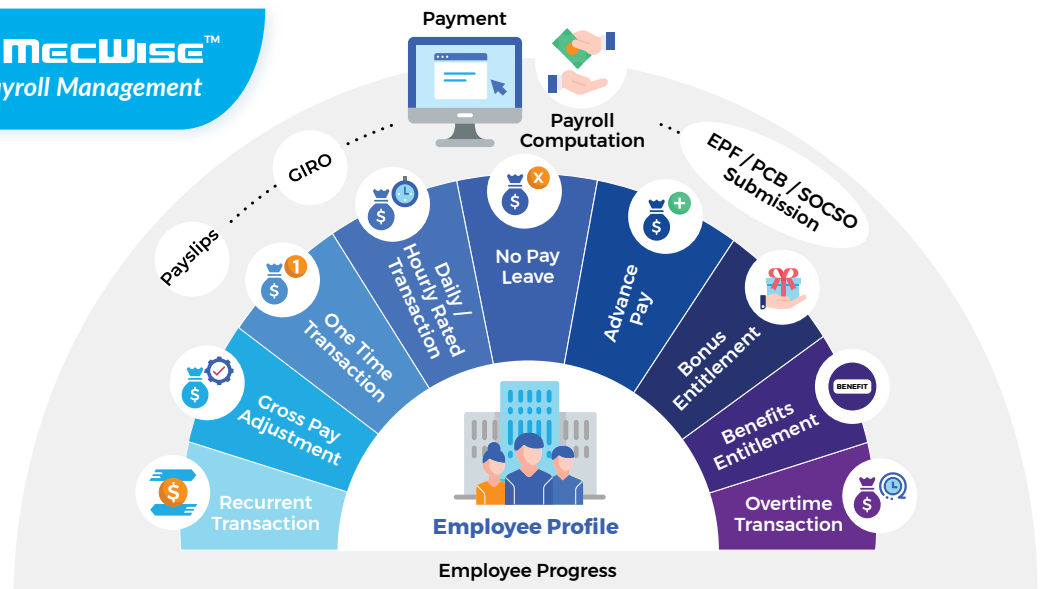 MECWISE™
yroll Management
Payment
Payroll
Computation
GIRO
Payslips
EPF / PCB / SOCSO
Submission
Recurrent
Transaction
Gross Pay
Adjustment
One Time
Transaction
1
Daily /
Hourly Rated
Transaction
No Pay
Leave
X
Advance
Pay
+
Bonus
Entitlement
Benefits
Entitlement
BENEFIT
Overtime
Transaction
$
$
$
$
$
$
$
Employee Profile
Employee Progress